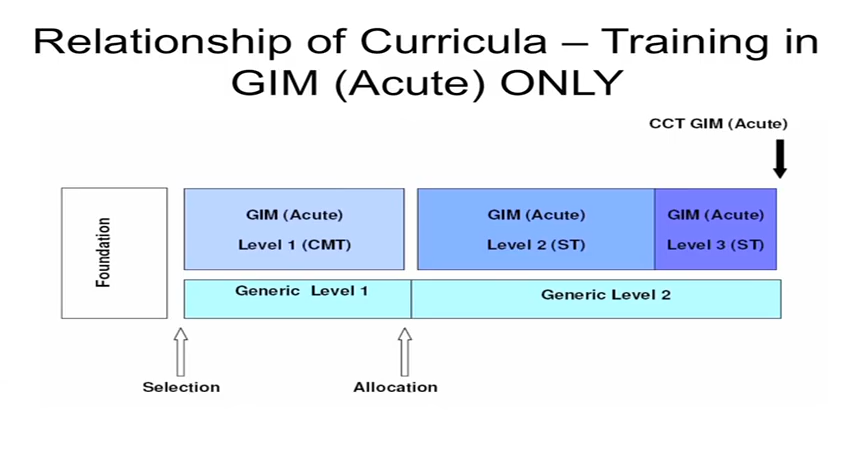 Relationship of Curricula – Training in
GIM (Acute) ONLY
CCT GIM (Acute)
Foundation
GIM (Acute)
Level 1 (CMT)
GIM (Acute)
Level 2 (ST)
GIM (Acute)
Level 3 (ST)
Generic Level 1
Generic Level 2
Selection
Allocation